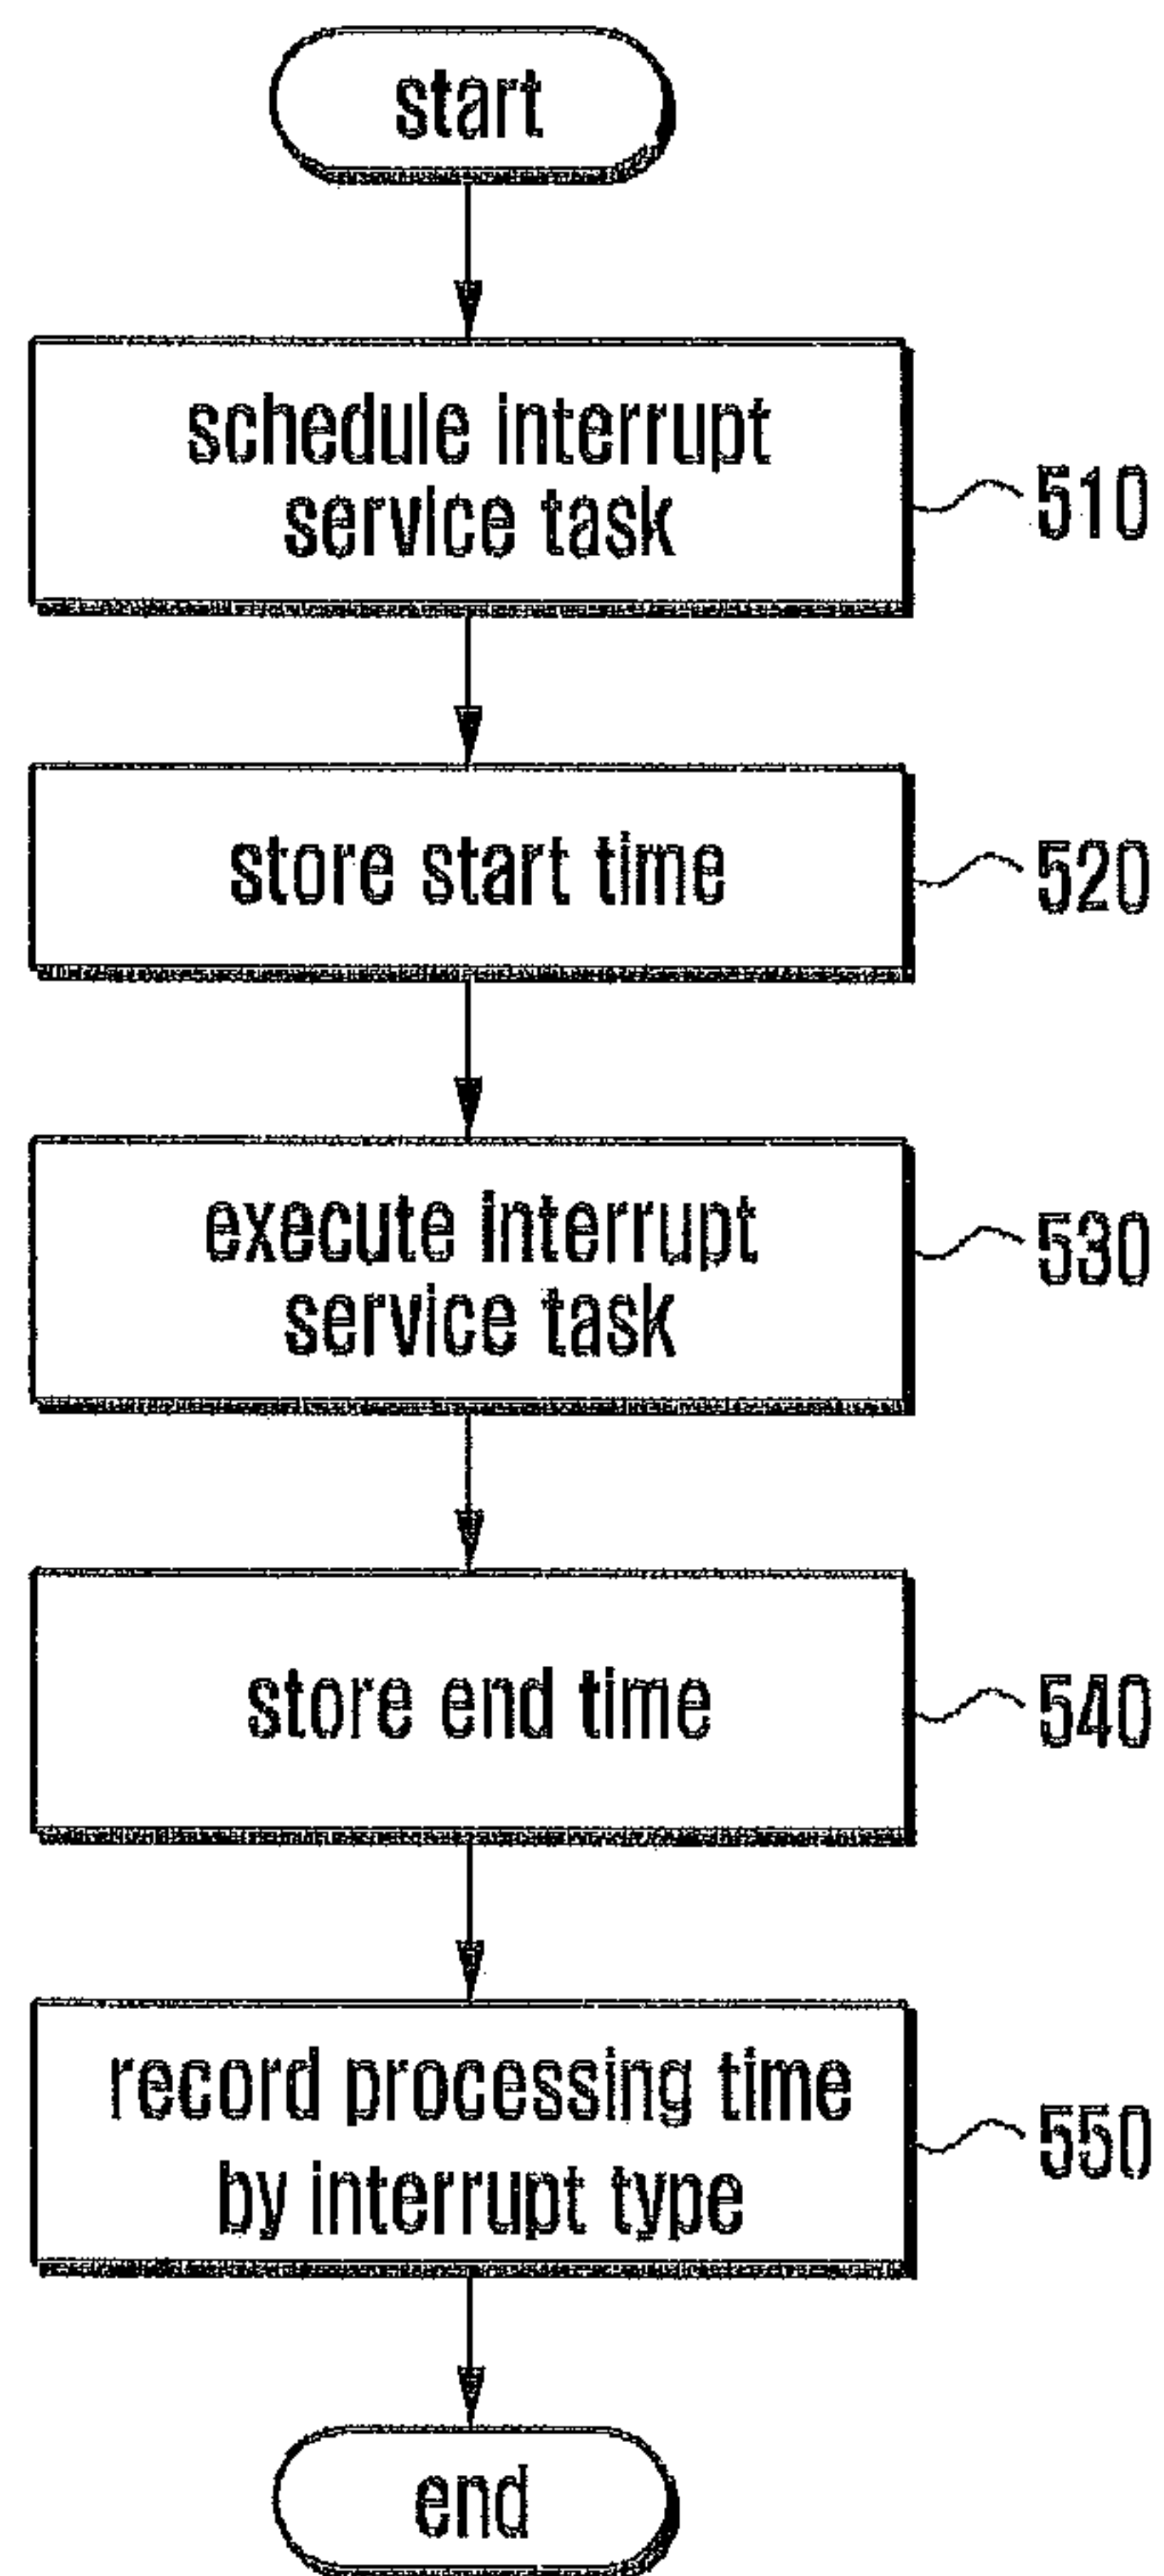 start
schedule interrupt
service task
510
store start time
520
execute interrupt
service task
530
store end time
540
record processing time
by interrupt type
550
end